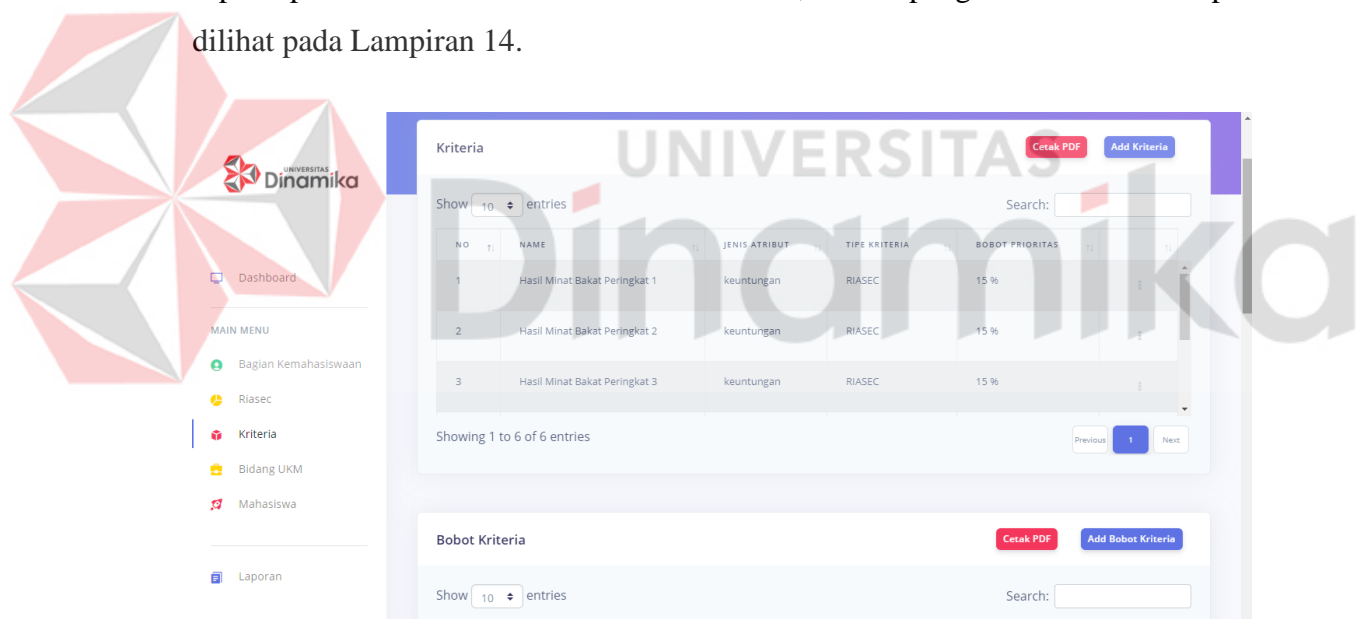 dilihat pada Lampiran 14.
UNIVERSITAS
Dinamika
UNIVERSITAS
Dinamika
Dashboard
MAIN MENU
Bagian Kemahasiswaan
Riasec
Kriteria
Bidang UKM
Mahasiswa
Laporan
Kriteria Cetak PDF Add Kriteria
Show 10 entries Search:
NO NAME JENIS ATRIBUT TIPE KRITERIA BOBOT PRIORITAS
1 Hasil Minat Bakat Peringkat 1 keuntungan RIASEC 15 %
2 Hasil Minat Bakat Peringkat 2 keuntungan RIASEC 15 %
3 Hasil Minat Bakat Peringkat 3 keuntungan RIASEC 15 %
Showing 1 to 6 of 6 entries Previous 1 Next
Bobot Kriteria Cetak PDF Add Bobot Kriteria
Show 10 entries Search: